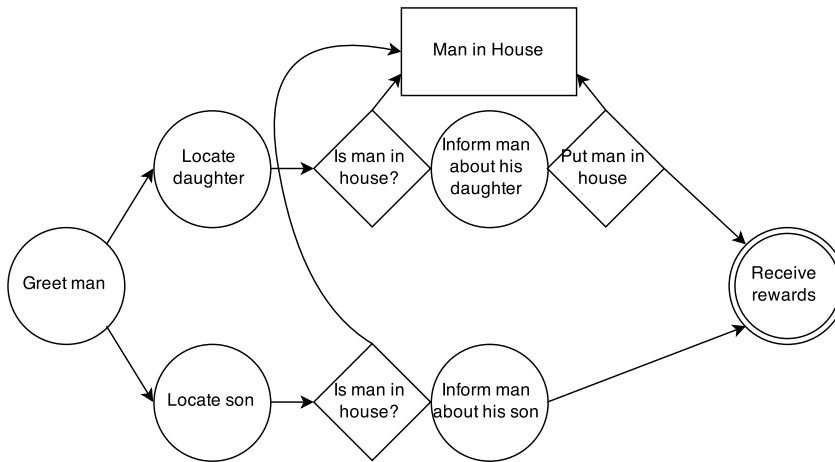 Man in House
Locate
daughter
Is man in
house?
Inform man
about his
daughter
Put man in
house
Greet man
Receive
rewards
Locate son
Is man in
house?
Inform man
about his son